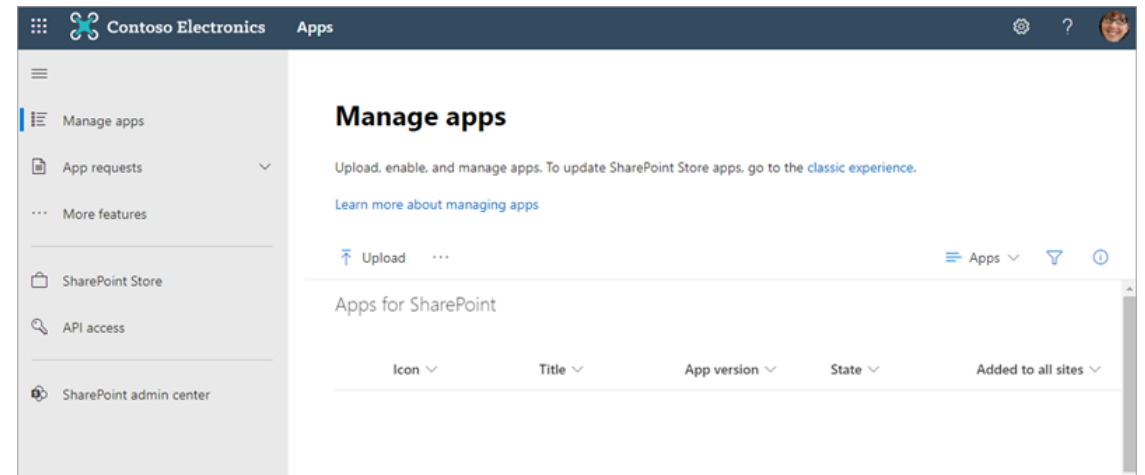 Contoso Electronics Apps ?
Manage apps
App requests
More features
SharePoint Store
API access
SharePoint admin center
Manage apps
Upload, enable, and manage apps. To update SharePoint Store apps, go to the classic experience.
Learn more about managing apps
Upload ... Apps
Apps for SharePoint
Icon Title App version State Added to all sites